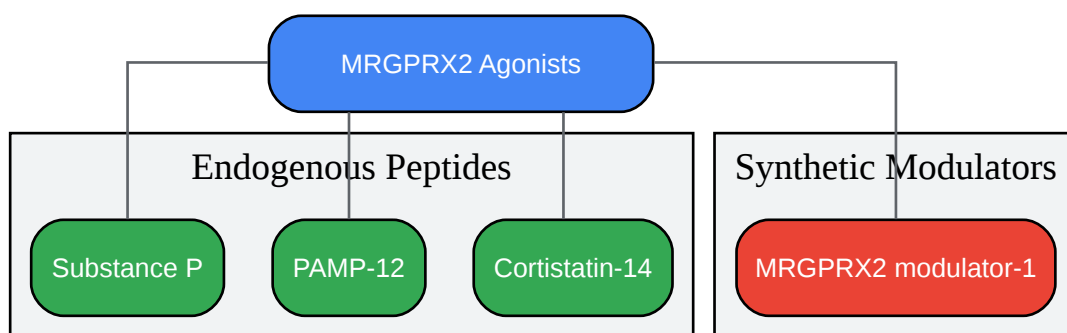 MRGPRX2 Agonists
Endogenous Peptides
Synthetic Modulators
Substance P
PAMP-12
Cortistatin-14
MRGPRX2 modulator-1